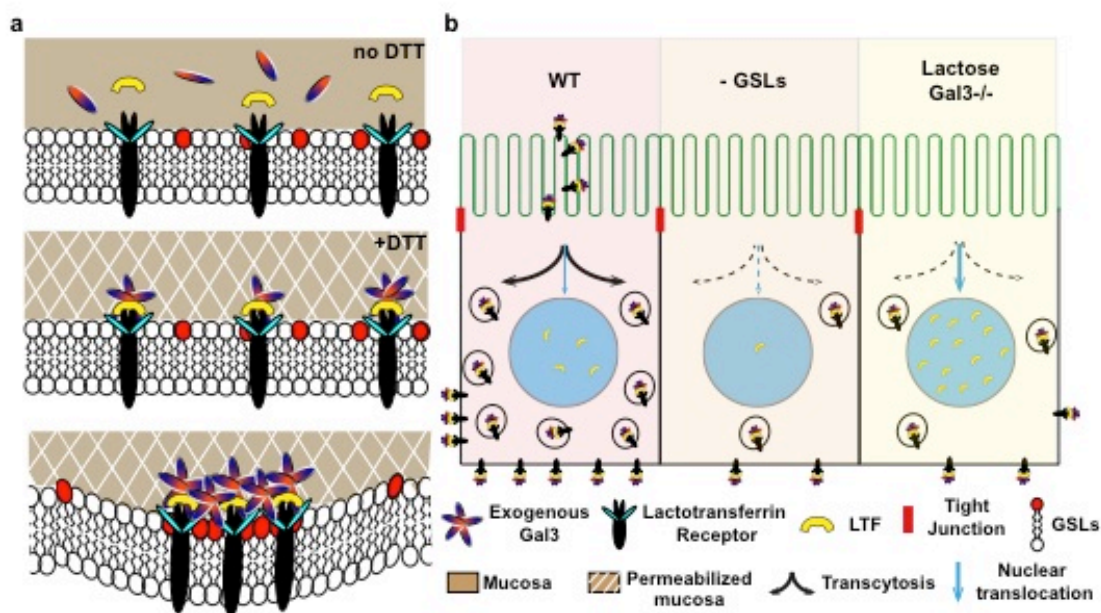 a
no DTT
+DTT
b
WT
- GSLs
Lactose
Gal3-/-
Exogenous
Gal3
Lactotransferrin
Receptor
LTF
Tight
Junction
GSLs
Mucosa
Permeabilized
mucosa
Transcytosis
Nuclear
translocation